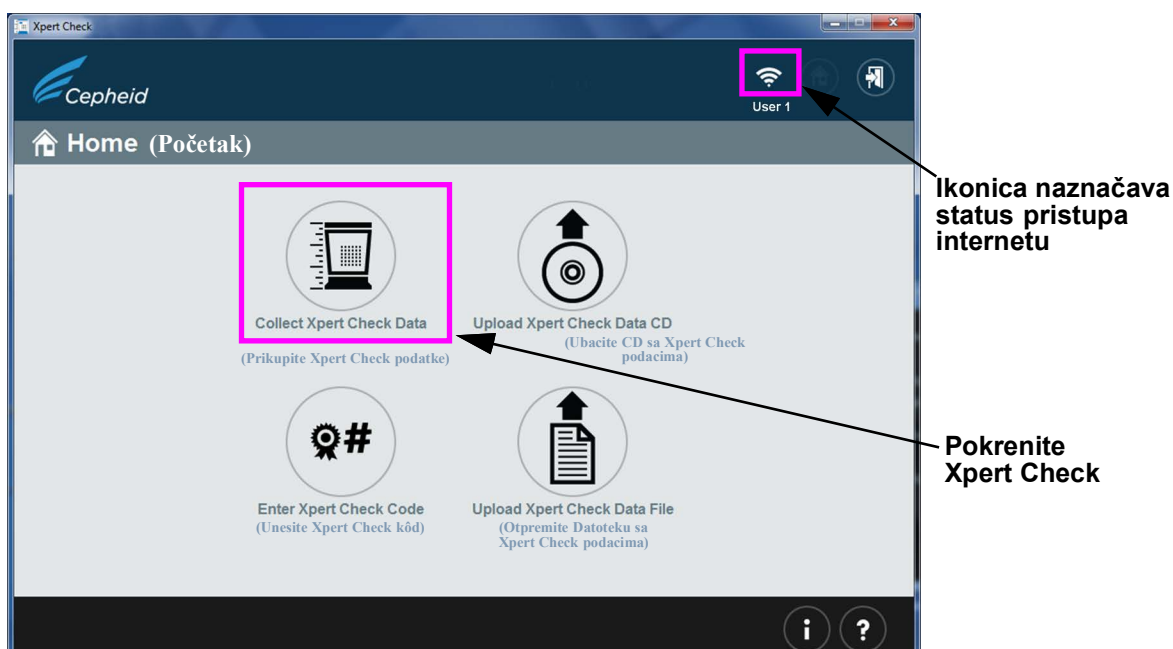 Xpert Check
Cepheid
User 1
Home (Početak)
Ikonica naznačava
status pristupa
internetu
Collect Xpert Check Data
(Prikupite Xpert Check podatke)
Upload Xpert Check Data CD
(Ubacite CD sa Xpert Check
podacima)
Pokrenite
Xpert Check
#
Enter Xpert Check Code
(Unesite Xpert Check kôd)
Upload Xpert Check Data File
(Otpremite Datoteku sa
Xpert Check podacima)
i ?